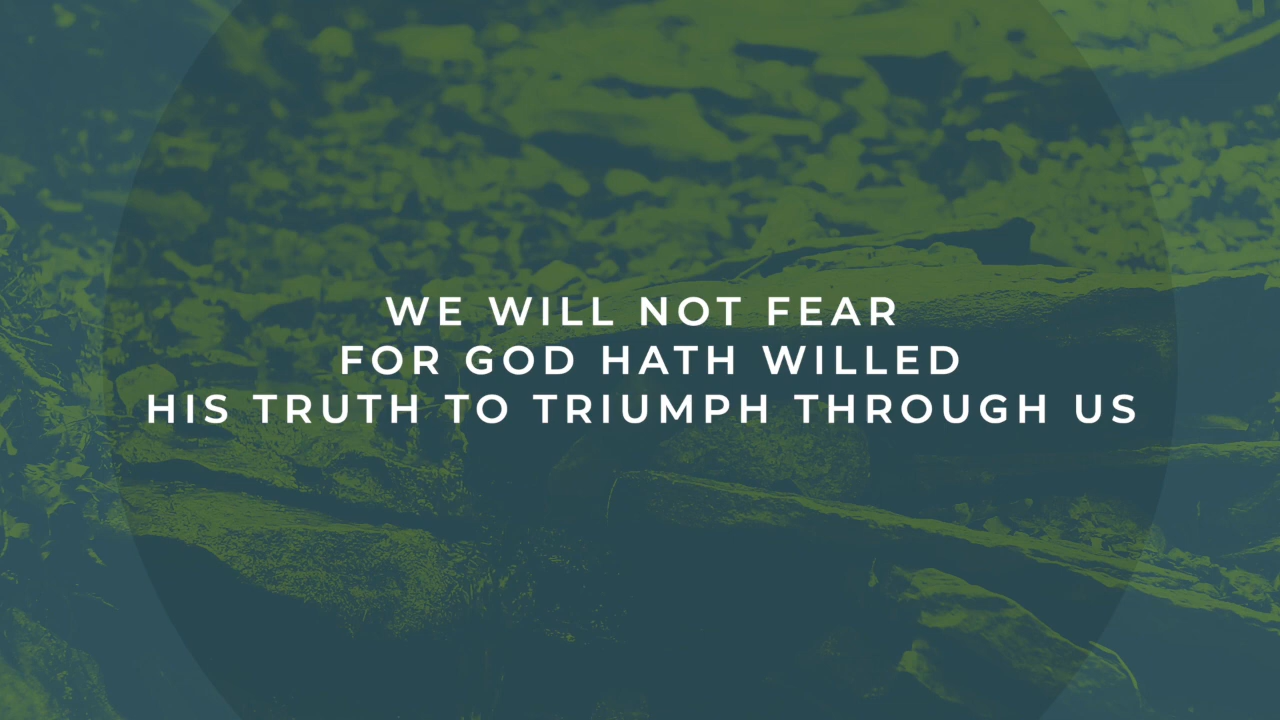 WE WILL NOT FEAR
FOR GOD HATH WILLED
HIS TRUTH TO TRIUMPH THROUGH US